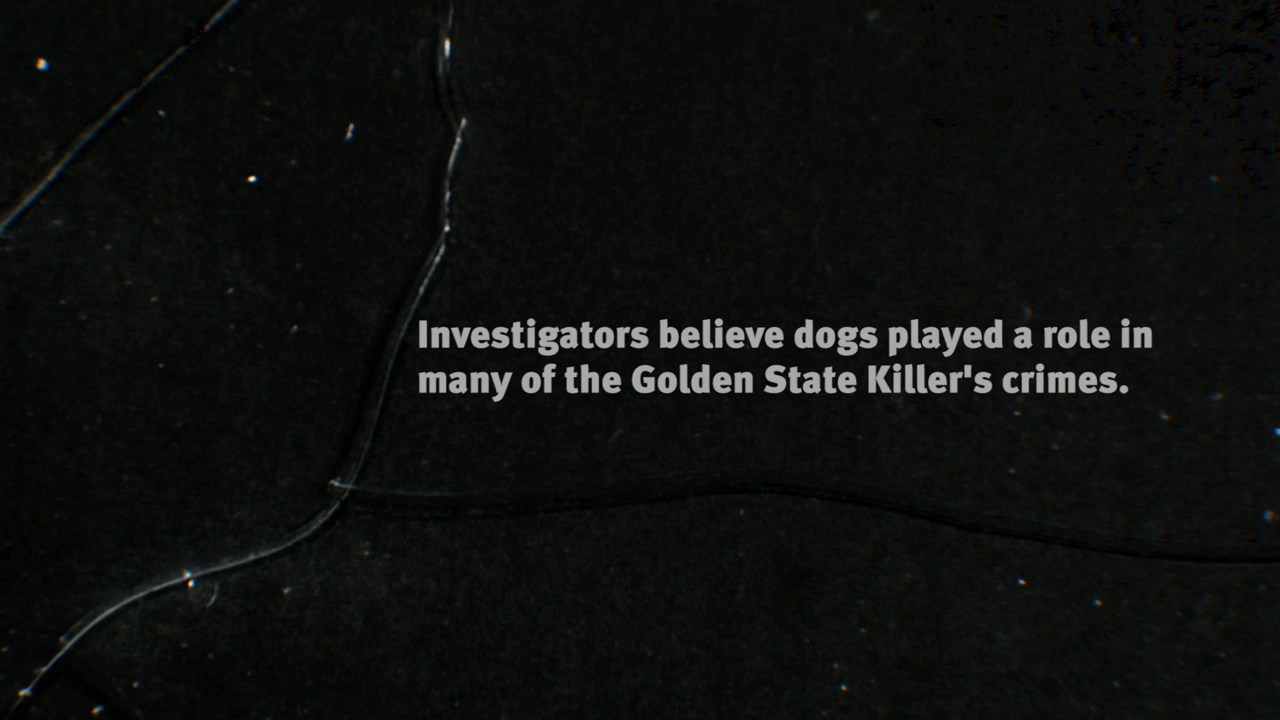 Investigators believe dogs played a role in
many of the Golden State Killer's crimes.